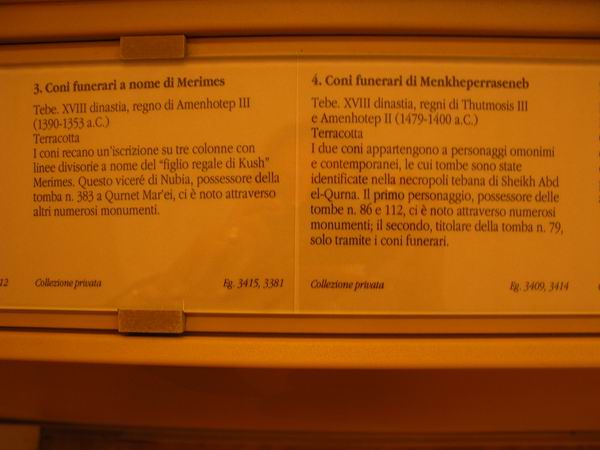 3. Coni funerari a nome di Merimes
Tebe. XVIII dinastia, regno di Amenhotep III
(1390-1353 a.C.)
Terracotta
I coni recano un'iscrizione su tre colonne con
linee divisorie a nome del "figlio regale di Kush"
Merimes. Questo viceré di Nubia, possessore della
tomba n. 383 a Qurnet Mar'ei, ci è noto attraverso
altri numerosi monumenti.
12
Collezione privata
Eg. 3415, 3381
4. Coni funerari di Menkheperraseneb
Tebe. XVIII dinastia, regni di Thutmosis III
e Amenhotep II (1479-1400 a.C.)
Terracotta
I due coni appartengono a personaggi omonimi
e contemporanei, le cui tombe sono state
identificate nella necropoli tebana di Sheikh Abd
el-Qurna. Il primo personaggio, possessore delle
tombe n. 86 e 112, ci è noto attraverso numerosi
monumenti; il secondo, titolare della tomba n. 79,
solo tramite i coni funerari.
Collezione privata
Eg. 3409, 3414